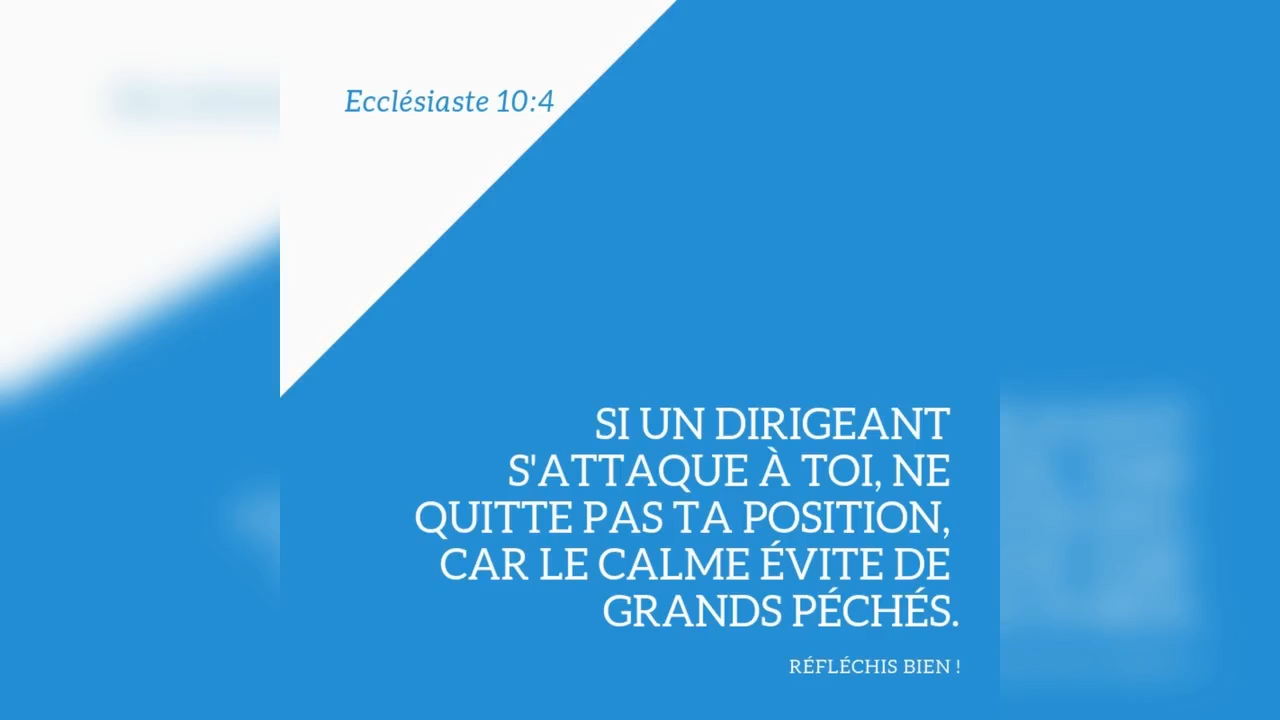 Ecclésiaste 10:4
SI UN DIRIGEANT
S'ATTAQUE À TOI, NE
QUITTE PAS TA POSITION,
CAR LE CALME ÉVITE DE
GRANDS PÉCHÉS.
RÉFLÉCHIS BIEN !